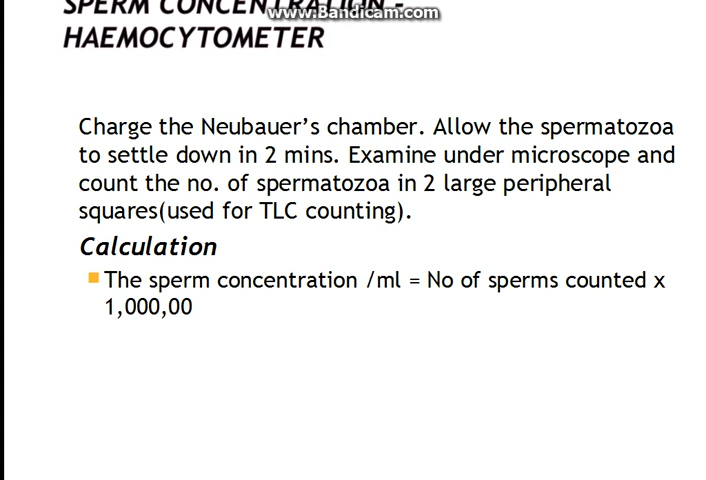 SPERM CONCENTRATION -
www.Bandicam.com
HAEMOCYTOMETER
Charge the Neubauer’s chamber. Allow the spermatozoa
to settle down in 2 mins. Examine under microscope and
count the no. of spermatozoa in 2 large peripheral
squares(used for TLC counting).
Calculation
The sperm concentration /ml = No of sperms counted x
1,000,00